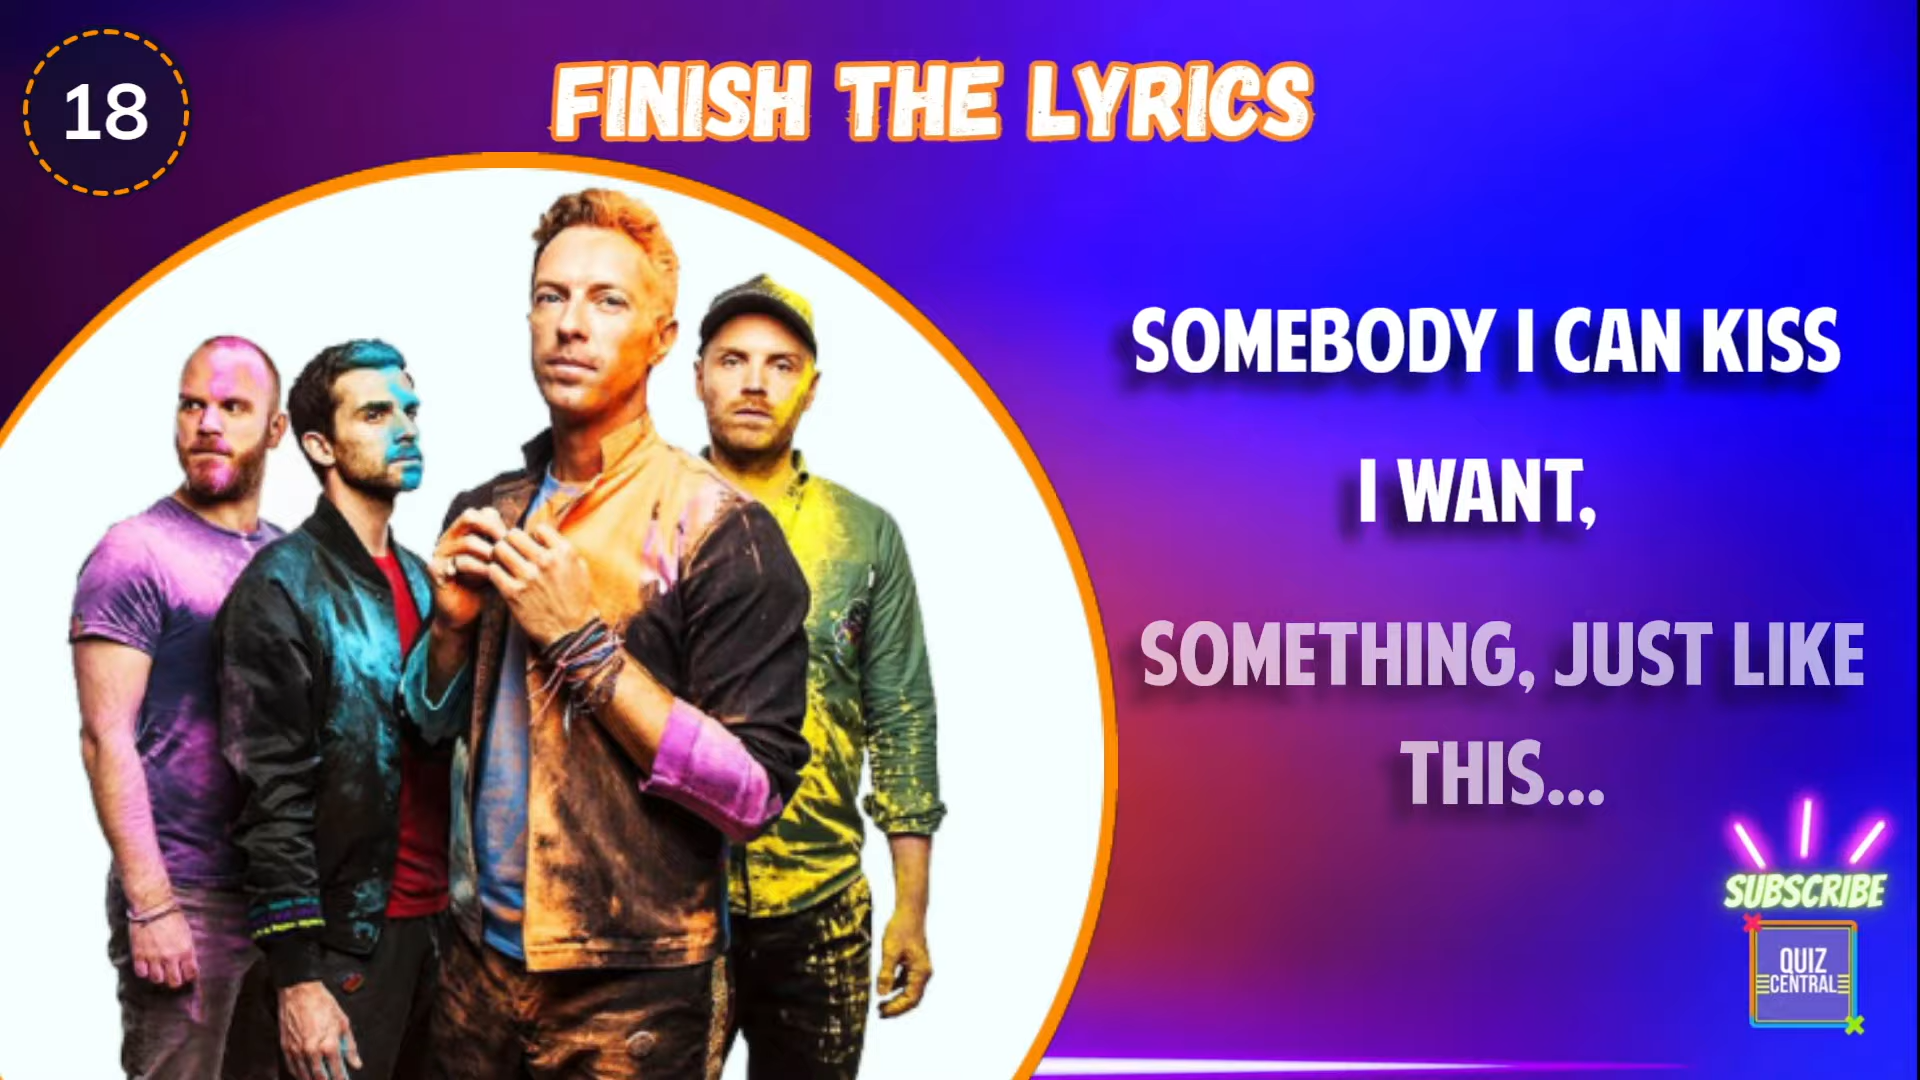 18
FINISH THE LYRICS
SOMEBODY I CAN KISS
I WANT,
SOMETHING, JUST LIKE
THIS...
SUBSCRIBE
QUIZ
CENTRAL